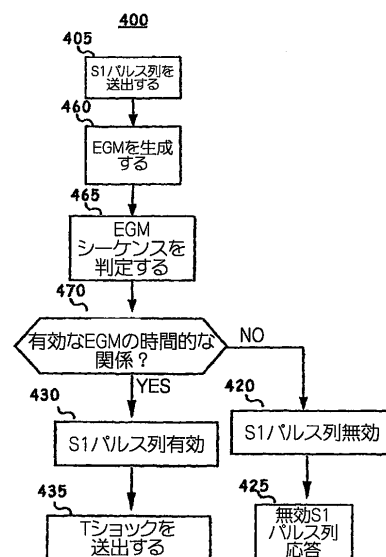 400
405
S1パルス列を
送出する
460
EGMを生成
する
465
EGM
シーケンスを
判定する
470
有効なEGMの時間的な
関係？
NO
YES
430
S1パルス列有効
420
S1パルス列無効
435
Tショックを
送出する
425
無効S1
パルス列
応答